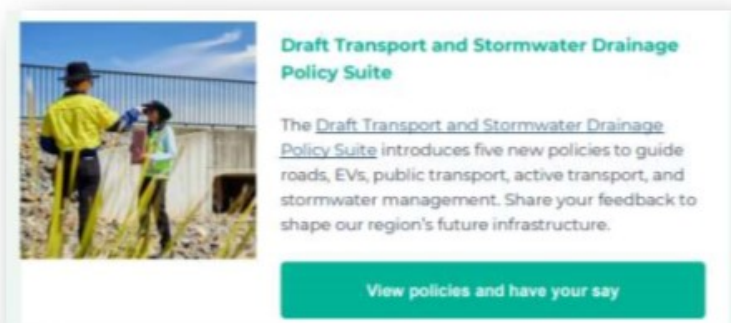 Draft Transport and Stormwater Drainage
Policy Suite
The Draft Transport and Stormwater Drainage
Policy Suite introduces five new policies to guide
roads, EVs, public transport, active transport, and
stormwater management. Share your feedback to
shape our region's future infrastructure.
View policies and have your say